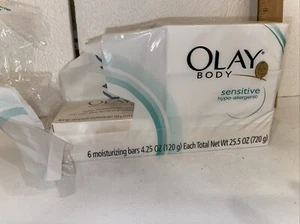 OLAY
BODY
sensitive
hypo-allergenic
6 moisturizing bars 4.25 OZ (120 g) Each Total Net Wt 25.5 OZ (720 g)